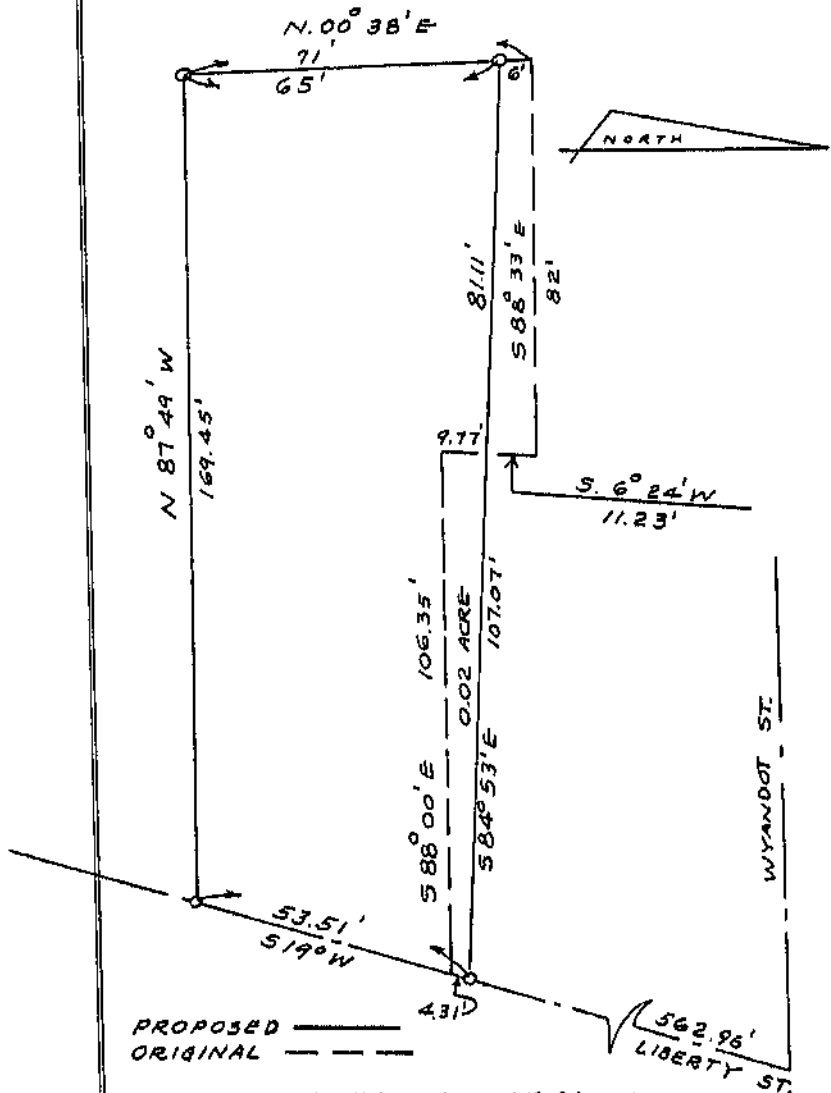 N. 00° 38' E
71'
65'
6'
NORTH
81.11'
S 88° 33' E
82'
N 87° 49' W
169.45'
9.77'
S. 6° 24' W
11.23'
106.35'
S 88° 00' E
0.02 ACRE
107.07'
S 84° 53' E
WYANDOT ST.
53.51'
S 19° W
4.31'
562.96'
LIBERTY ST.
PROPOSED
ORIGINAL